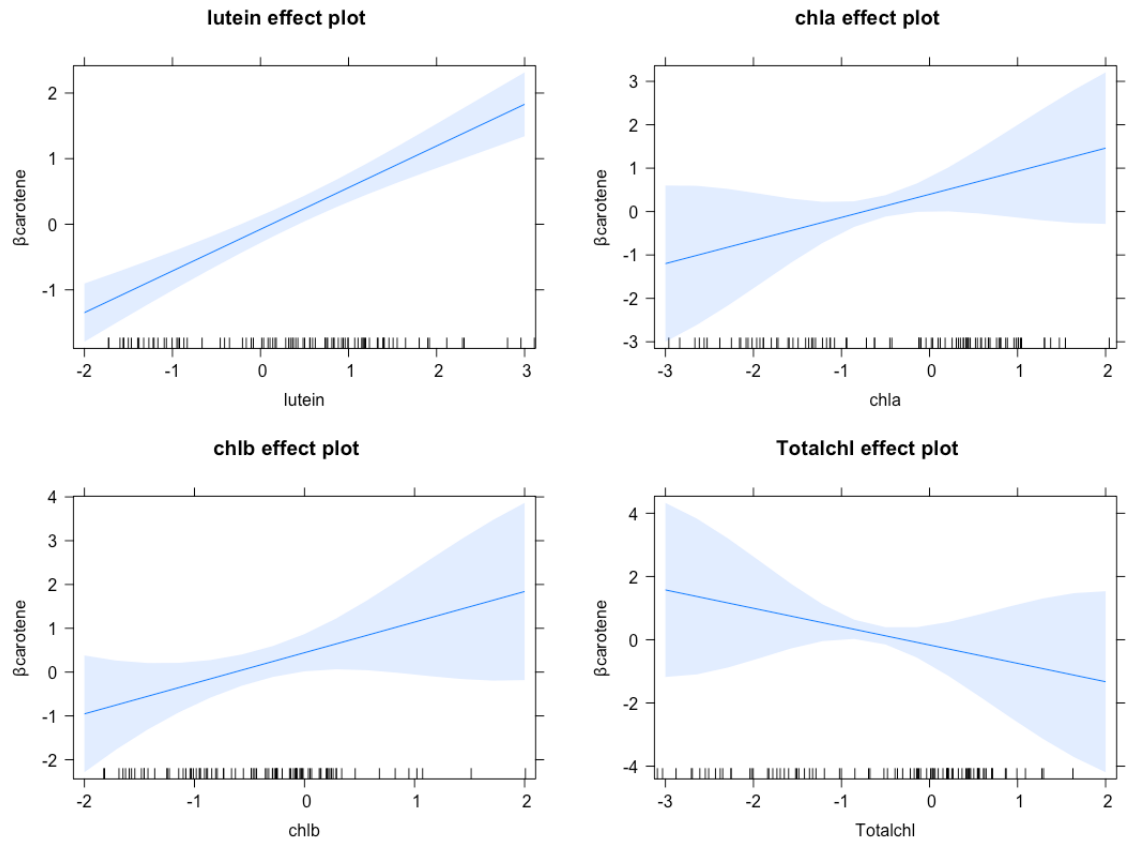 lutein effect plot
2
1
0
-1
βcarotene
-2 -1 0 1 2 3
lutein
chla effect plot
3
2
1
0
-1
-2
-3
βcarotene
-3 -2 -1 0 1 2
chla
chlb effect plot
4
3
2
1
0
-1
-2
βcarotene
-2 -1 0 1 2
chlb
Totalchl effect plot
4
2
0
-2
-4
βcarotene
-3 -2 -1 0 1 2
Totalchl